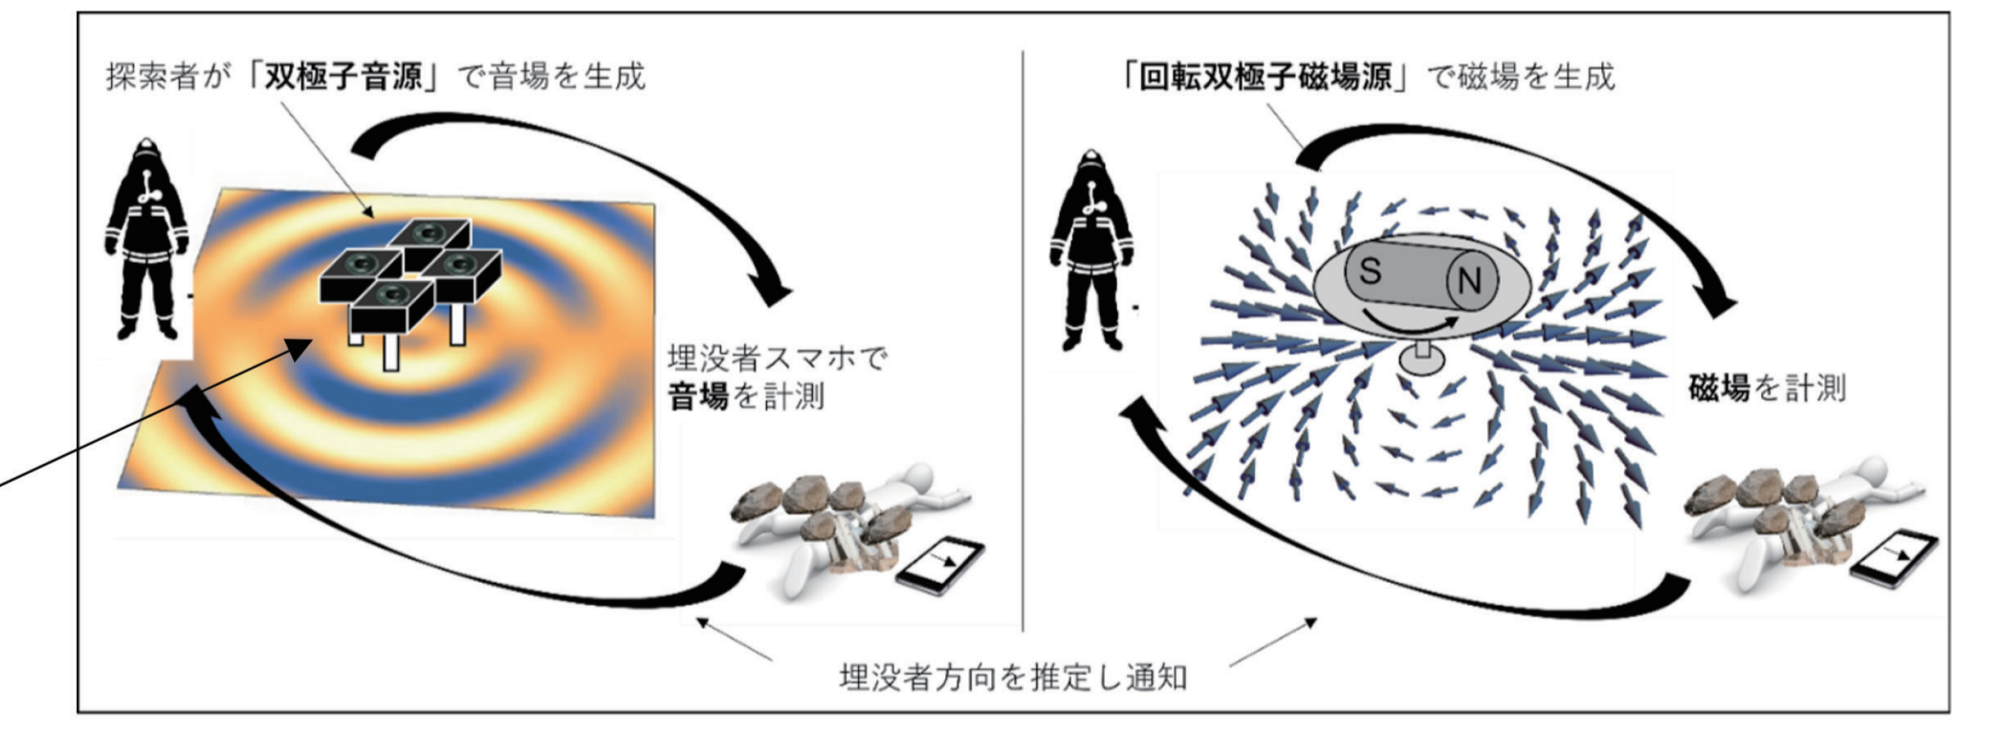 探索者が「双極子音源」で音場を生成
埋没者スマホで
音場を計測
「回転双極子磁場源」で磁場を生成
S
N
磁場を計測
埋没者方向を推定し通知